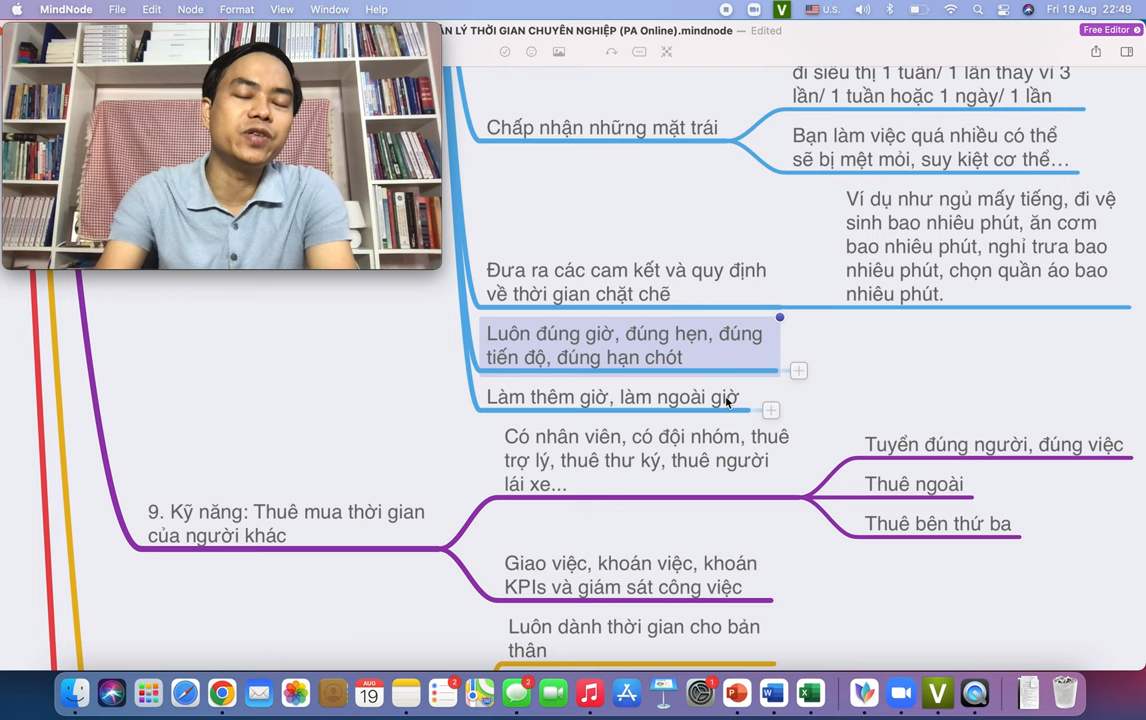 MindNode File Edit Node Format View Window Help V U.S. Fri 19 Aug 22:49
ẢN LÝ THỜI GIAN CHUYÊN NGHIỆP (PA Online).mindnode — Edited
Free Editor
đi siêu thị 1 tuần/ 1 lần thay vì 3
lần/ 1 tuần hoặc 1 ngày/ 1 lần
Chấp nhận những mặt trái
Bạn làm việc quá nhiều có thể
sẽ bị mệt mỏi, suy kiệt cơ thể…
Ví dụ như ngủ mấy tiếng, đi vệ
sinh bao nhiêu phút, ăn cơm
bao nhiêu phút, nghỉ trưa bao
nhiêu phút, chọn quần áo bao
nhiêu phút.
Đưa ra các cam kết và quy định
về thời gian chặt chẽ
Luôn đúng giờ, đúng hẹn, đúng
tiến độ, đúng hạn chót
Làm thêm giờ, làm ngoài giờ
Có nhân viên, có đội nhóm, thuê
trợ lý, thuê thư ký, thuê người
lái xe...
Tuyển đúng người, đúng việc
Thuê ngoài
Thuê bên thứ ba
9. Kỹ năng: Thuê mua thời gian
của người khác
Giao việc, khoán việc, khoán
KPIs và giám sát công việc
Luôn dành thời gian cho bản
thân
AUG
19
2
2
1
P
W
X
V